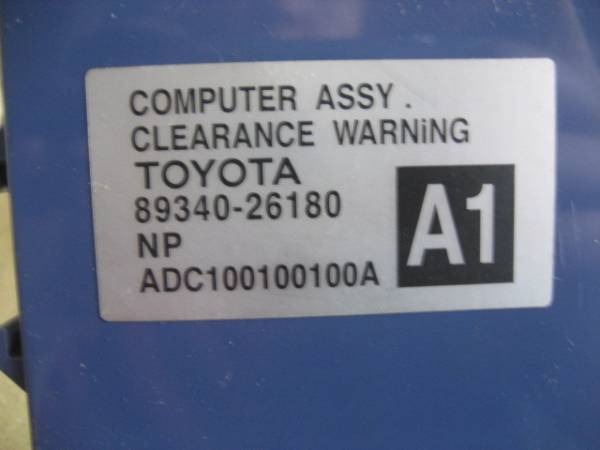 COMPUTER ASSY.
CLEARANCE WARNiNG
TOYOTA
89340-26180
NP
ADC100100100A
A1